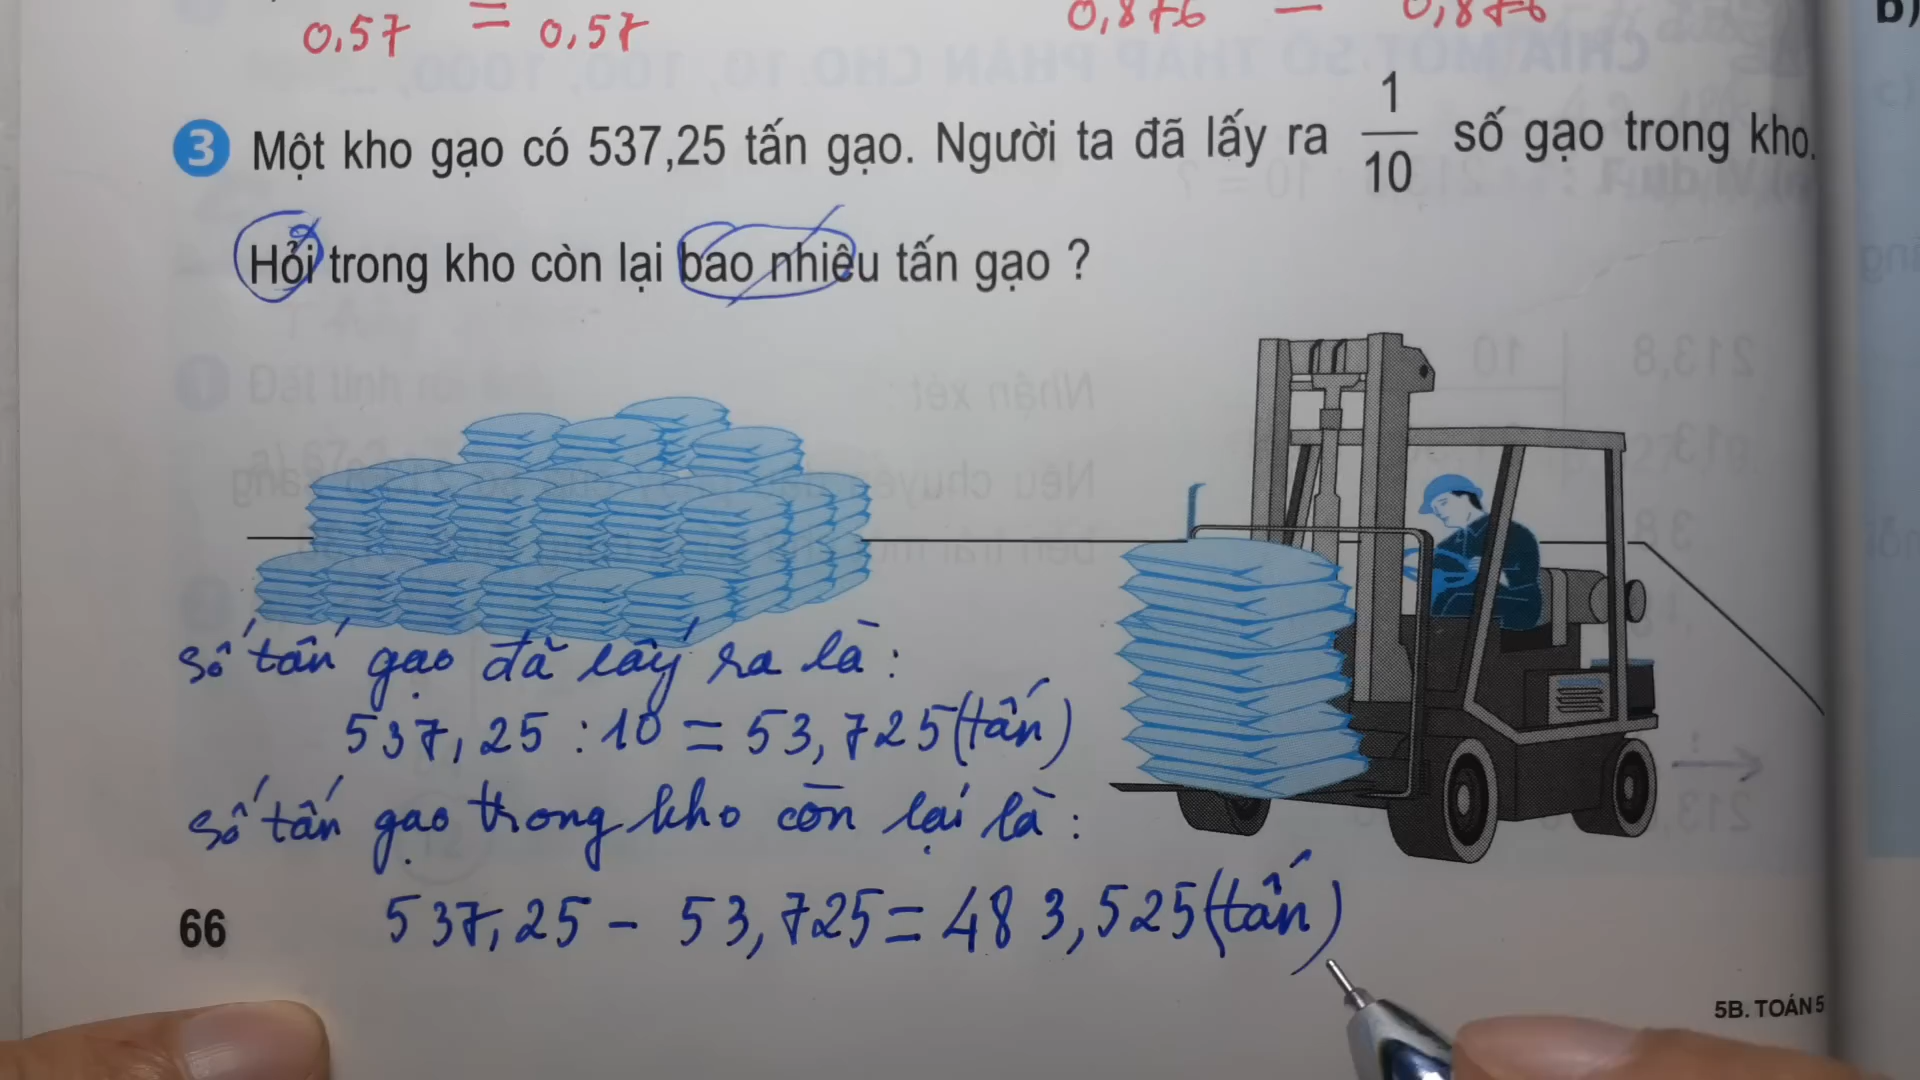 0,57 = 0,57 0,876 = 0,876
b)
3 Một kho gạo có 537,25 tấn gạo. Người ta đã lấy ra 1/10 số gạo trong kho.
Hỏi trong kho còn lại bao nhiêu tấn gạo ?
số tấn gạo đã lấy ra là :
537,25 : 10 = 53,725 (tấn)
số tấn gạo trong kho còn lại là :
537,25 - 53,725 = 483,525 (tấn)
66
5B. TOÁN 5